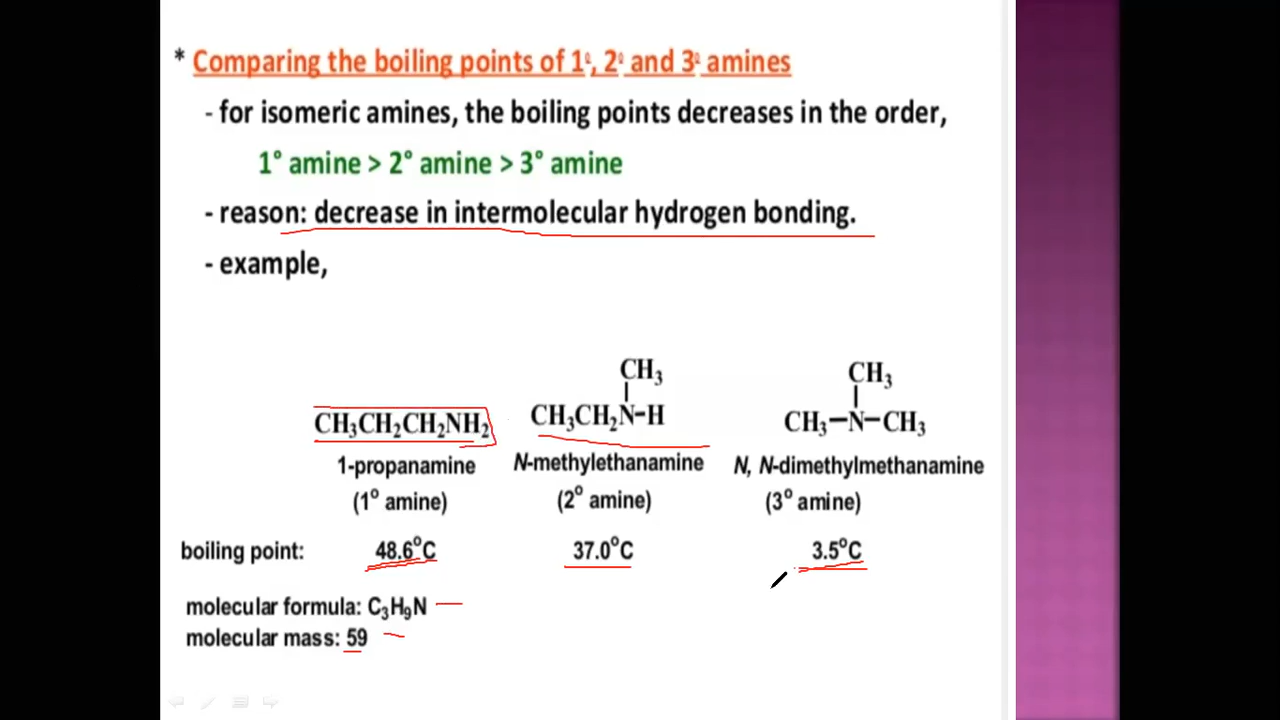 * Comparing the boiling points of 1°, 2° and 3° amines
- for isomeric amines, the boiling points decreases in the order,
1° amine > 2° amine > 3° amine
- reason: decrease in intermolecular hydrogen bonding.
- example,
CH₃ CH₃
CH₃CH₂CH₂NH₂ CH₃CH₂N-H CH₃-N-CH₃
1-propanamine N-methylethanamine N, N-dimethylmethanamine
(1° amine) (2° amine) (3° amine)
boiling point: 48.6°C 37.0°C 3.5°C
molecular formula: C₃H₉N
molecular mass: 59